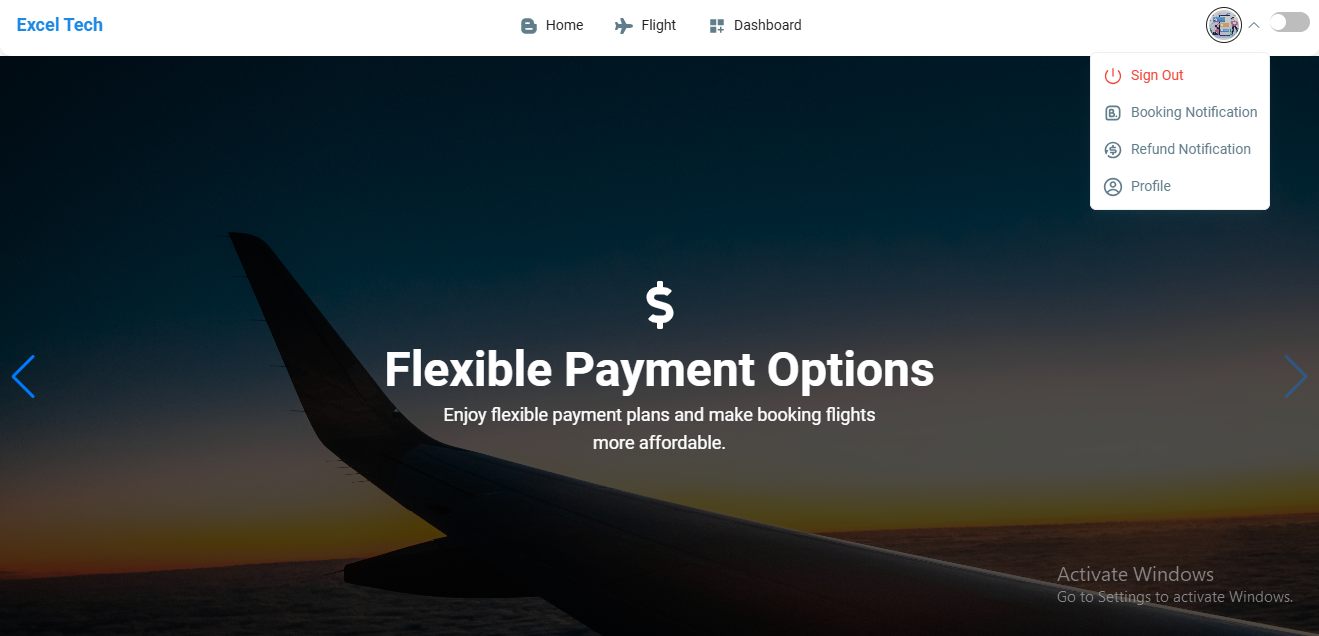 Excel Tech
Home
Flight
Dashboard
Sign Out
Booking Notification
Refund Notification
Profile
$
Flexible Payment Options
Enjoy flexible payment plans and make booking flights
more affordable.
Activate Windows
Go to Settings to activate Windows.